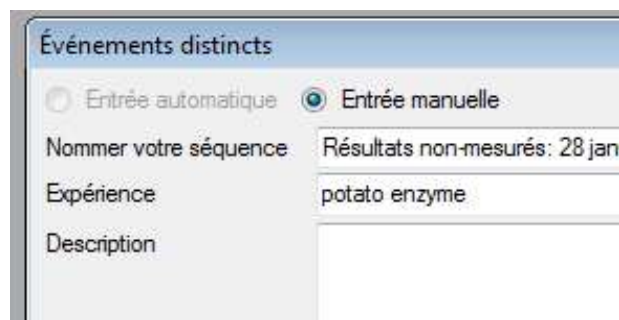 Événements distincts
Entrée automatique Entrée manuelle
Nommer votre séquence Résultats non-mesurés: 28 jan
Expérience potato enzyme
Description